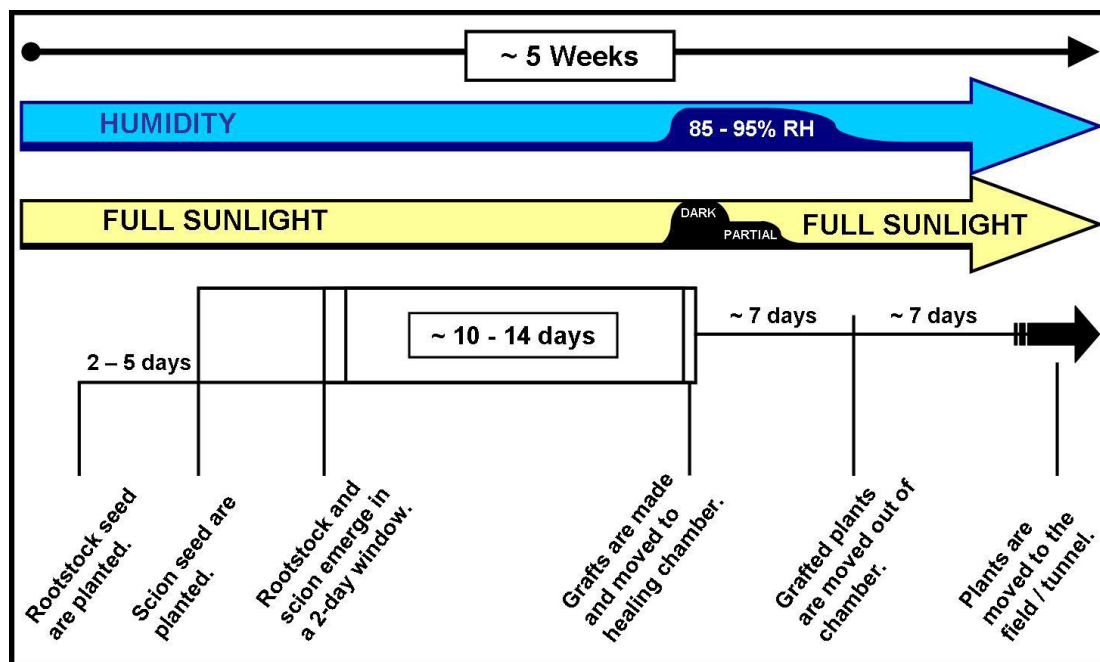 ~ 5 Weeks
HUMIDITY
85 - 95% RH
FULL SUNLIGHT
DARK
PARTIAL
FULL SUNLIGHT
2 – 5 days
~ 10 - 14 days
~ 7 days
~ 7 days
Rootstock seed
are planted.
Scion seed are
planted.
Rootstock and
scion emerge in
a 2-day window.
Grafts are made
and moved to
healing chamber.
Grafted plants
are moved out of
chamber.
Plants are
moved to the
field / tunnel.